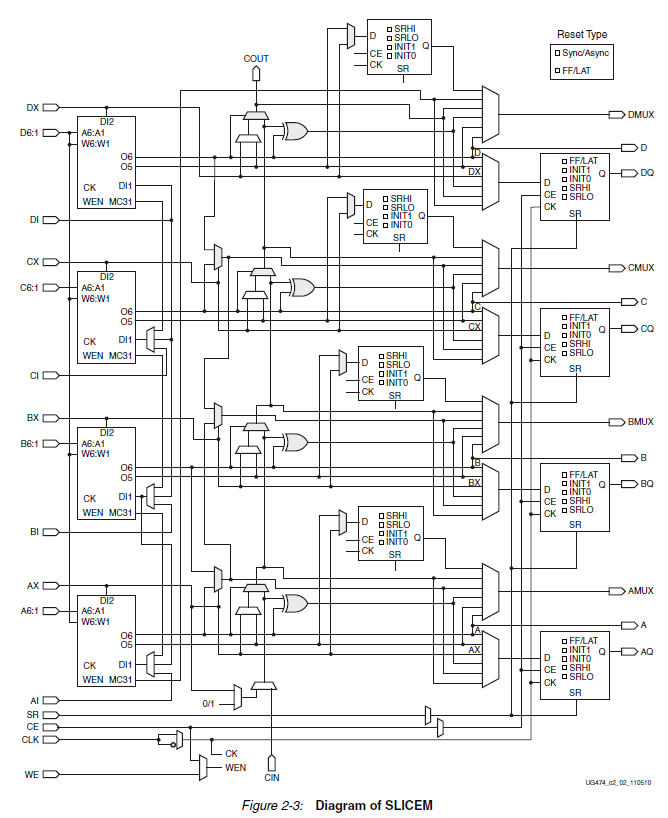 Reset Type
Sync/Async
FF/LAT
COUT
D
CE
CK
SRHI
SRLO
INIT1
INIT0
Q
SR
DX
D6:1
DI2
A6:A1
W6:W1
O6
O5
CK
DI1
WEN MC31
DI
D
DX
DMUX
D
DQ
FF/LAT
INIT1
INIT0
SRHI
SRLO
D
CE
CK
Q
SR
D
CE
CK
SRHI
SRLO
INIT1
INIT0
Q
SR
CX
C6:1
DI2
A6:A1
W6:W1
O6
O5
CK
DI1
WEN MC31
CI
C
CX
CMUX
C
CQ
FF/LAT
INIT1
INIT0
SRHI
SRLO
D
CE
CK
Q
SR
D
CE
CK
SRHI
SRLO
INIT1
INIT0
Q
SR
BX
B6:1
DI2
A6:A1
W6:W1
O6
O5
CK
DI1
WEN MC31
BI
B
BX
BMUX
B
BQ
FF/LAT
INIT1
INIT0
SRHI
SRLO
D
CE
CK
Q
SR
D
CE
CK
SRHI
SRLO
INIT1
INIT0
Q
SR
AX
A6:1
DI2
A6:A1
W6:W1
O6
O5
CK
DI1
WEN MC31
AI
A
AX
AMUX
A
AQ
FF/LAT
INIT1
INIT0
SRHI
SRLO
D
CE
CK
Q
SR
0/1
SR
CE
CLK
WE
CK
WEN
CIN
UG474_c2_02_110510
Figure 2-3: Diagram of SLICEM